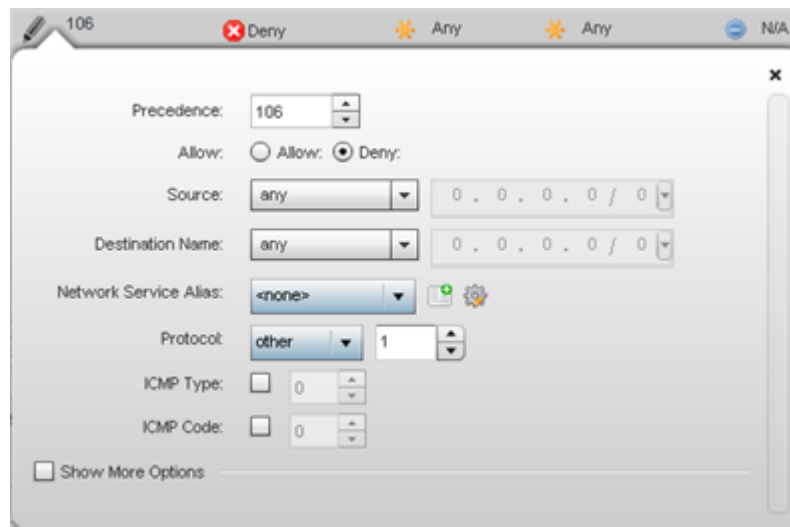 106 Deny Any Any N/A
Precedence: 106
Allow: Allow: Deny:
Source: any 0 . 0 . 0 . 0 / 0
Destination Name: any 0 . 0 . 0 . 0 / 0
Network Service Alias: <none>
Protocol: other 1
ICMP Type: 0
ICMP Code: 0
Show More Options